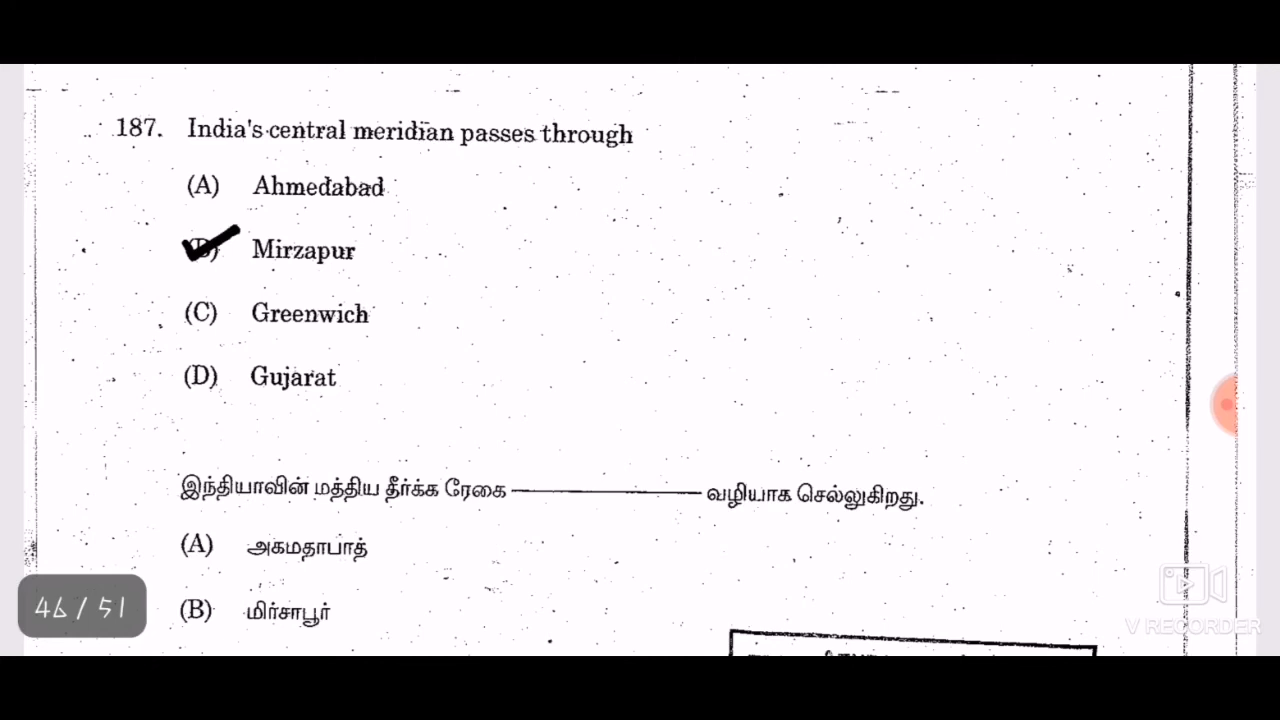 187. India's central meridian passes through
(A) Ahmedabad
(B) Mirzapur
(C) Greenwich
(D) Gujarat
இந்தியாவின் மத்திய தீர்க்க ரேகை ———————— வழியாக செல்லுகிறது.
(A) அகமதாபாத்
(B) மிர்சாபூர்
46 / 51
V RECORDER